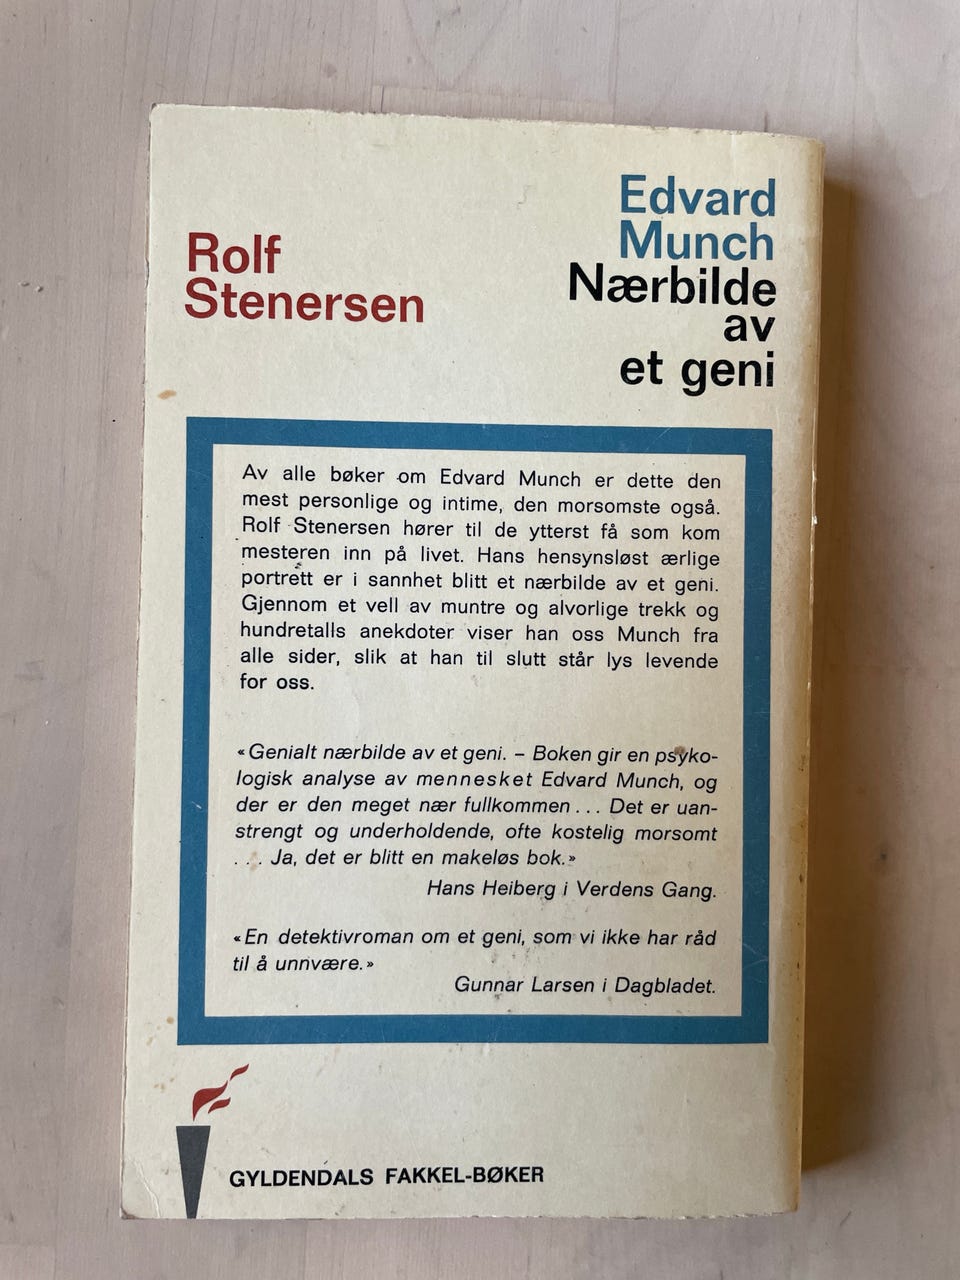 Rolf
Stenersen
Edvard
Munch
Nærbilde
av
et geni
Av alle bøker om Edvard Munch er dette den
mest personlige og intime, den morsomste også.
Rolf Stenersen hører til de ytterst få som kom
mesteren inn på livet. Hans hensynsløst ærlige
portrett er i sannhet blitt et nærbilde av et geni.
Gjennom et vell av muntre og alvorlige trekk og
hundretalls anekdoter viser han oss Munch fra
alle sider, slik at han til slutt står lys levende
for oss.
«Genialt nærbilde av et geni. – Boken gir en psyko-
logisk analyse av mennesket Edvard Munch, og
der er den meget nær fullkommen... Det er uan-
strengt og underholdende, ofte kostelig morsomt
... Ja, det er blitt en makeløs bok.»
Hans Heiberg i Verdens Gang.
«En detektivroman om et geni, som vi ikke har råd
til å unnvære.»
Gunnar Larsen i Dagbladet.
GYLDENDALS FAKKEL-BØKER